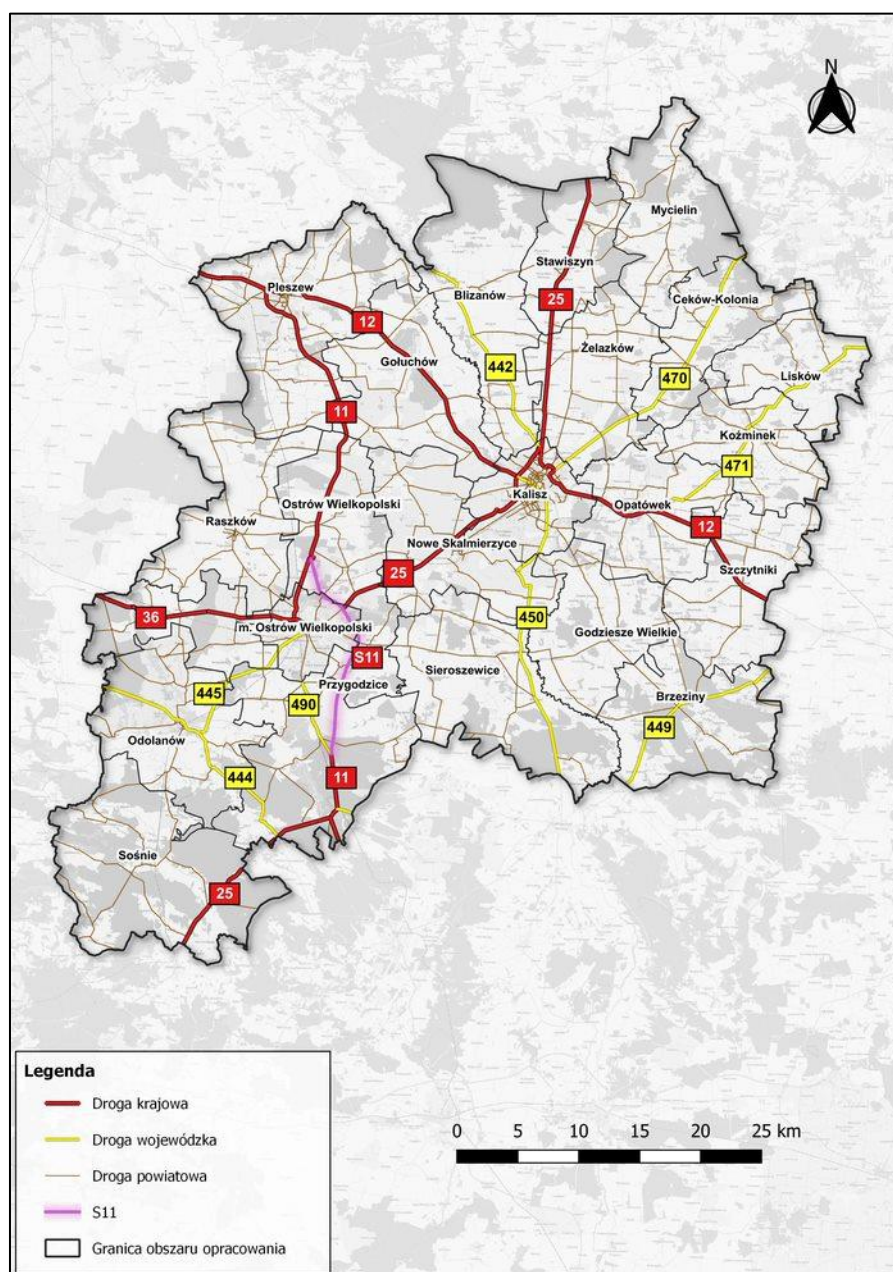 N
Mycielin
Stawiszyn
Pleszew
Blizanów
Ceków-Kolonia
25
12
Żelazków
Gołuchów
442
470
Lisków
11
Koźminek
471
Kalisz
Ostrów Wielkopolski
Opatówek
Raszków
12
Nowe Skalmierzyce
Szczytniki
25
36
450
m. Ostrów Wielkopolski
Godziesze Wielkie
S11
Sieroszewice
Przygodzice
445
490
Brzeziny
449
Odolanów
444
11
Sośnie
25
Legenda
Droga krajowa
Droga wojewódzka
Droga powiatowa
S11
Granica obszaru opracowania
0 5 10 15 20 25 km